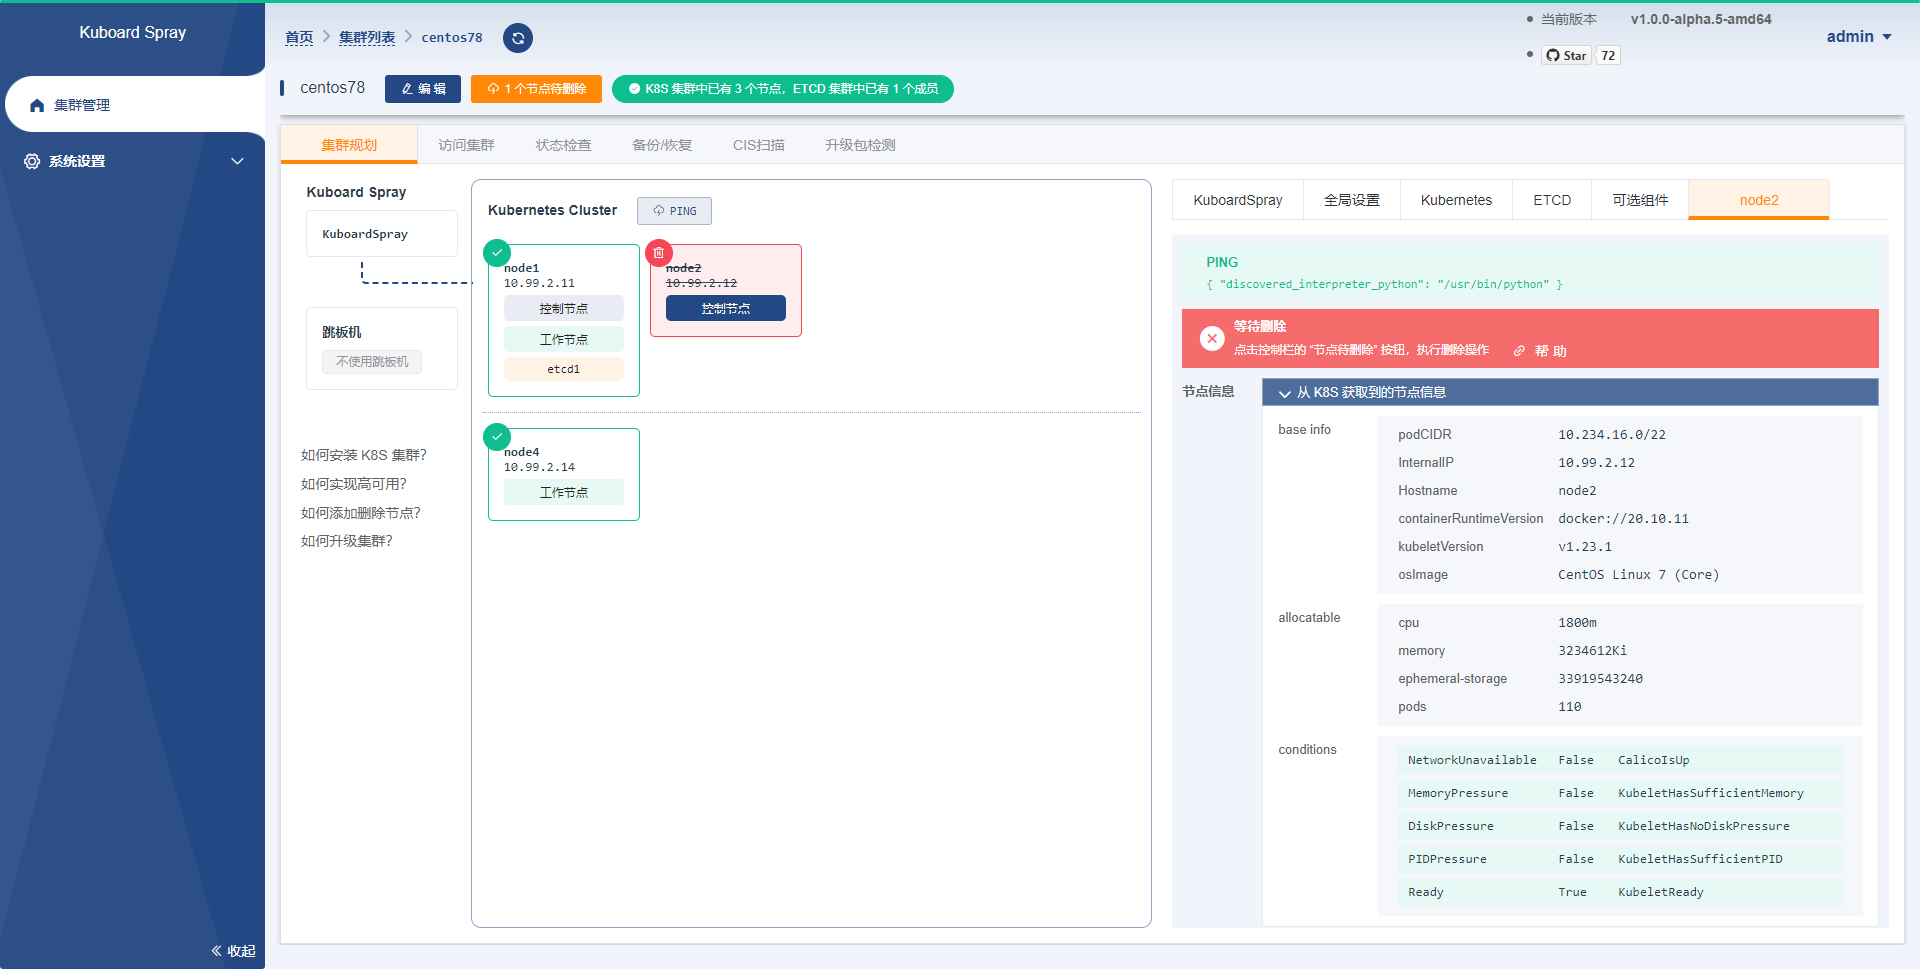 Kuboard Spray
集群管理
系统设置
收起
首页
集群列表
centos78
当前版本
v1.0.0-alpha.5-amd64
Star
72
admin
centos78
编 辑
1 个节点待删除
K8S 集群中已有 3 个节点，ETCD 集群中已有 1 个成员
集群规划
访问集群
状态检查
备份/恢复
CIS扫描
升级包检测
Kuboard Spray
KuboardSpray
跳板机
不使用跳板机
如何安装 K8S 集群？
如何实现高可用？
如何添加删除节点？
如何升级集群？
Kubernetes Cluster
PING
node1
10.99.2.11
控制节点
工作节点
etcd1
node2
10.99.2.12
控制节点
node4
10.99.2.14
工作节点
KuboardSpray
全局设置
Kubernetes
ETCD
可选组件
node2
PING
{ "discovered_interpreter_python": "/usr/bin/python" }
等待删除
点击控制栏的 “节点待删除” 按钮，执行删除操作
帮 助
节点信息
从 K8S 获取到的节点信息
base info
podCIDR 10.234.16.0/22
InternalIP 10.99.2.12
Hostname node2
containerRuntimeVersion docker://20.10.11
kubeletVersion v1.23.1
osImage CentOS Linux 7 (Core)
allocatable
cpu 1800m
memory 3234612Ki
ephemeral-storage 33919543240
pods 110
conditions
NetworkUnavailable False CalicoIsUp
MemoryPressure False KubeletHasSufficientMemory
DiskPressure False KubeletHasNoDiskPressure
PIDPressure False KubeletHasSufficientPID
Ready True KubeletReady